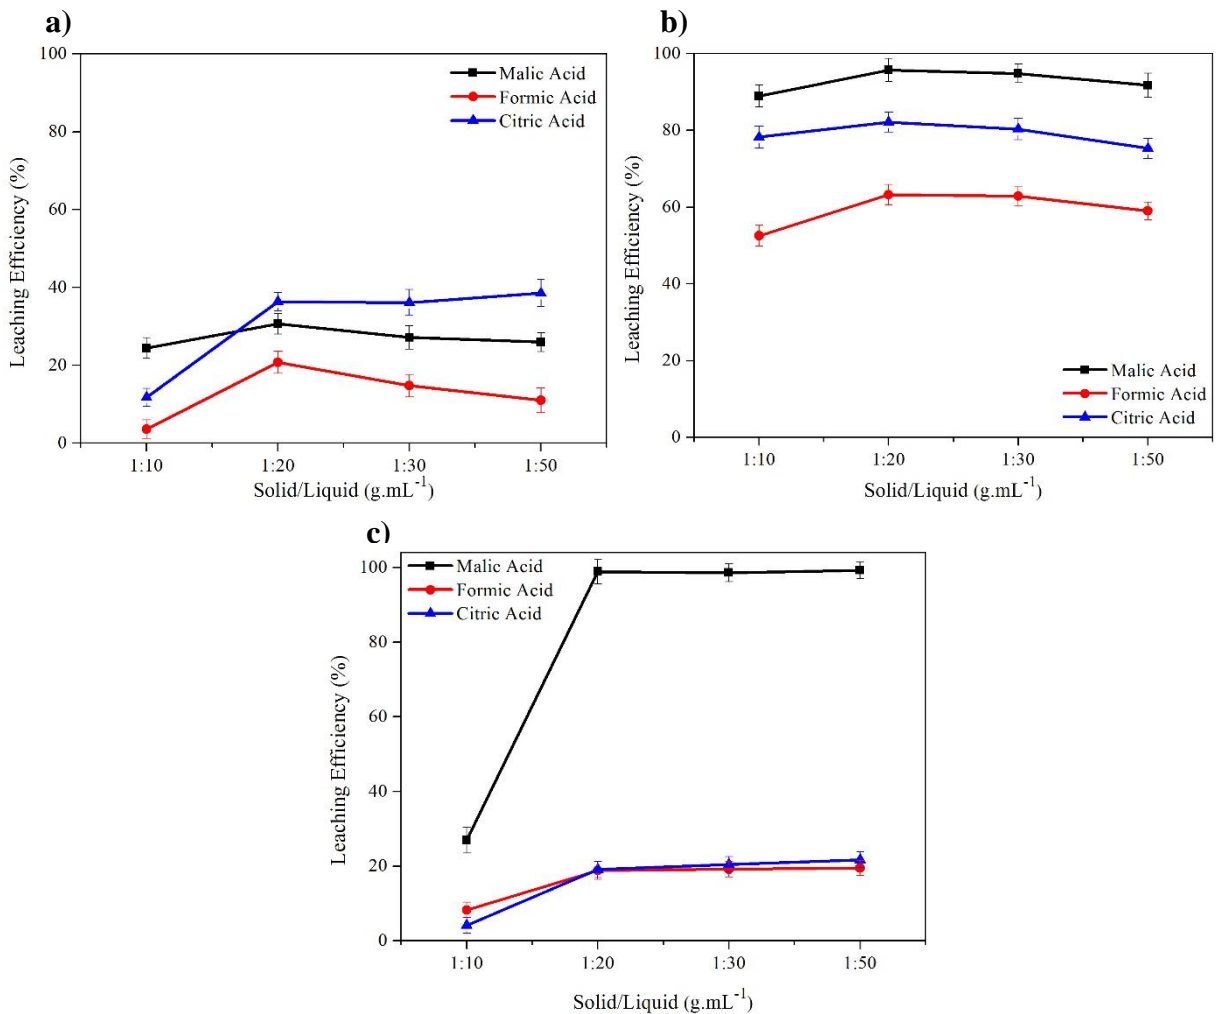 a)
100
80
60
40
20
0
Leaching Efficiency (%)
Malic Acid
Formic Acid
Citric Acid
1:10 1:20 1:30 1:50
Solid/Liquid (g.mL⁻¹)
b)
100
80
60
40
20
0
Leaching Efficiency (%)
Malic Acid
Formic Acid
Citric Acid
1:10 1:20 1:30 1:50
Solid/Liquid (g.mL⁻¹)
c)
100
80
60
40
20
0
Leaching Efficiency (%)
Malic Acid
Formic Acid
Citric Acid
1:10 1:20 1:30 1:50
Solid/Liquid (g.mL⁻¹)